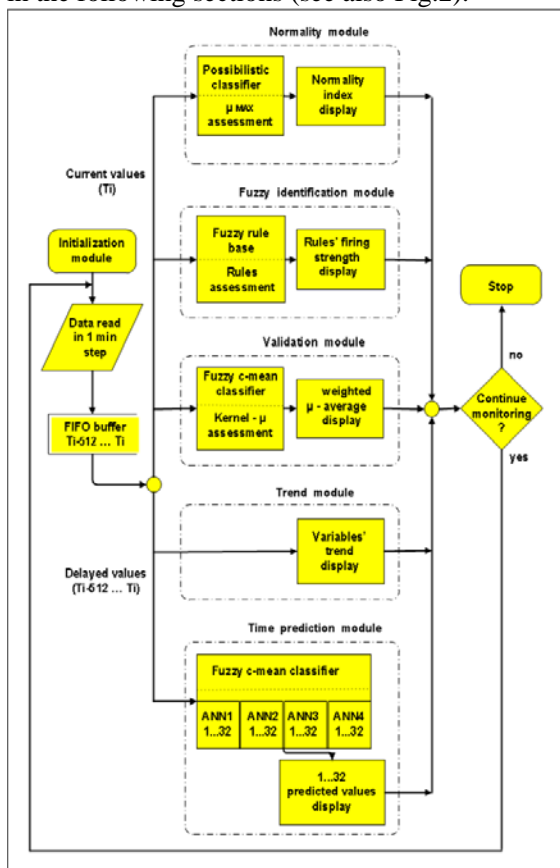 in the following sections (see also Fig.2).
Normality module
Possibilistic
classifier
μ MAX
assessment
Normality
index
display
Current values
(Ti)
Fuzzy identification module
Initialization
module
Fuzzy rule
base
Rules
assessment
Rules' firing
strength
display
Stop
Data read
in 1 min
step
no
Validation module
Fuzzy c-mean
classifier
Kernel - μ
assessment
weighted
μ - average
display
Continue
monitoring
?
FIFO buffer
Ti-512 ... Ti
yes
Trend module
Variables'
trend
display
Delayed values
(Ti-512 ... Ti)
Time prediction module
Fuzzy c-mean classifier
ANN1
1...32
ANN2
1...32
ANN3
1...32
ANN4
1...32
1...32
predicted values
display